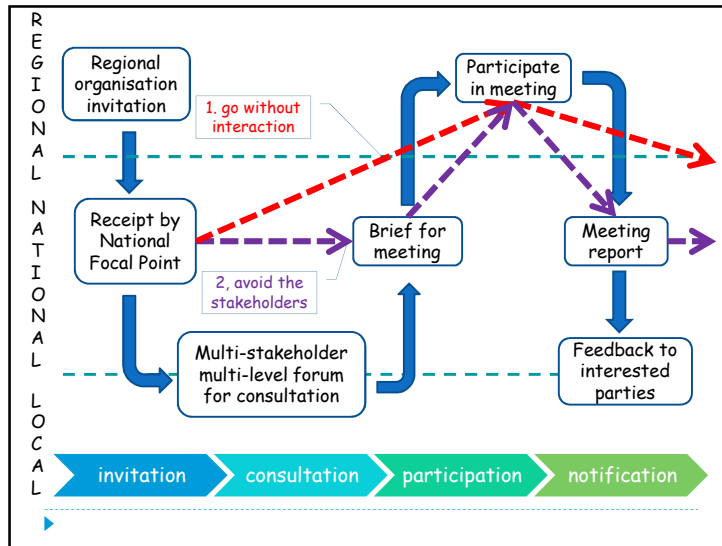 REGIONAL NATIONAL LOCAL
Regional
organisation
invitation
Participate
in meeting
1. go without
interaction
Receipt by
National
Focal Point
Brief for
meeting
Meeting
report
2, avoid the
stakeholders
Multi-stakeholder
multi-level forum
for consultation
Feedback to
interested
parties
invitation
consultation
participation
notification